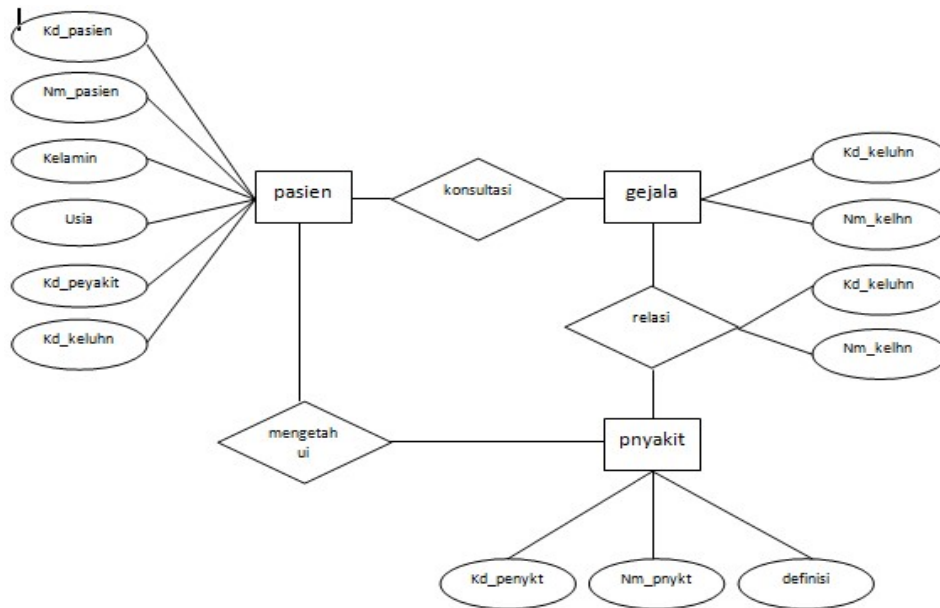 Kd_pasien
Nm_pasien
Kelamin
Usia
Kd_peyakit
Kd_keluhn
pasien
konsultasi
gejala
Kd_keluhn
Nm_kelhn
Kd_keluhn
Nm_kelhn
relasi
mengetah
ui
pnyakit
Kd_penykt
Nm_pnykt
definisi